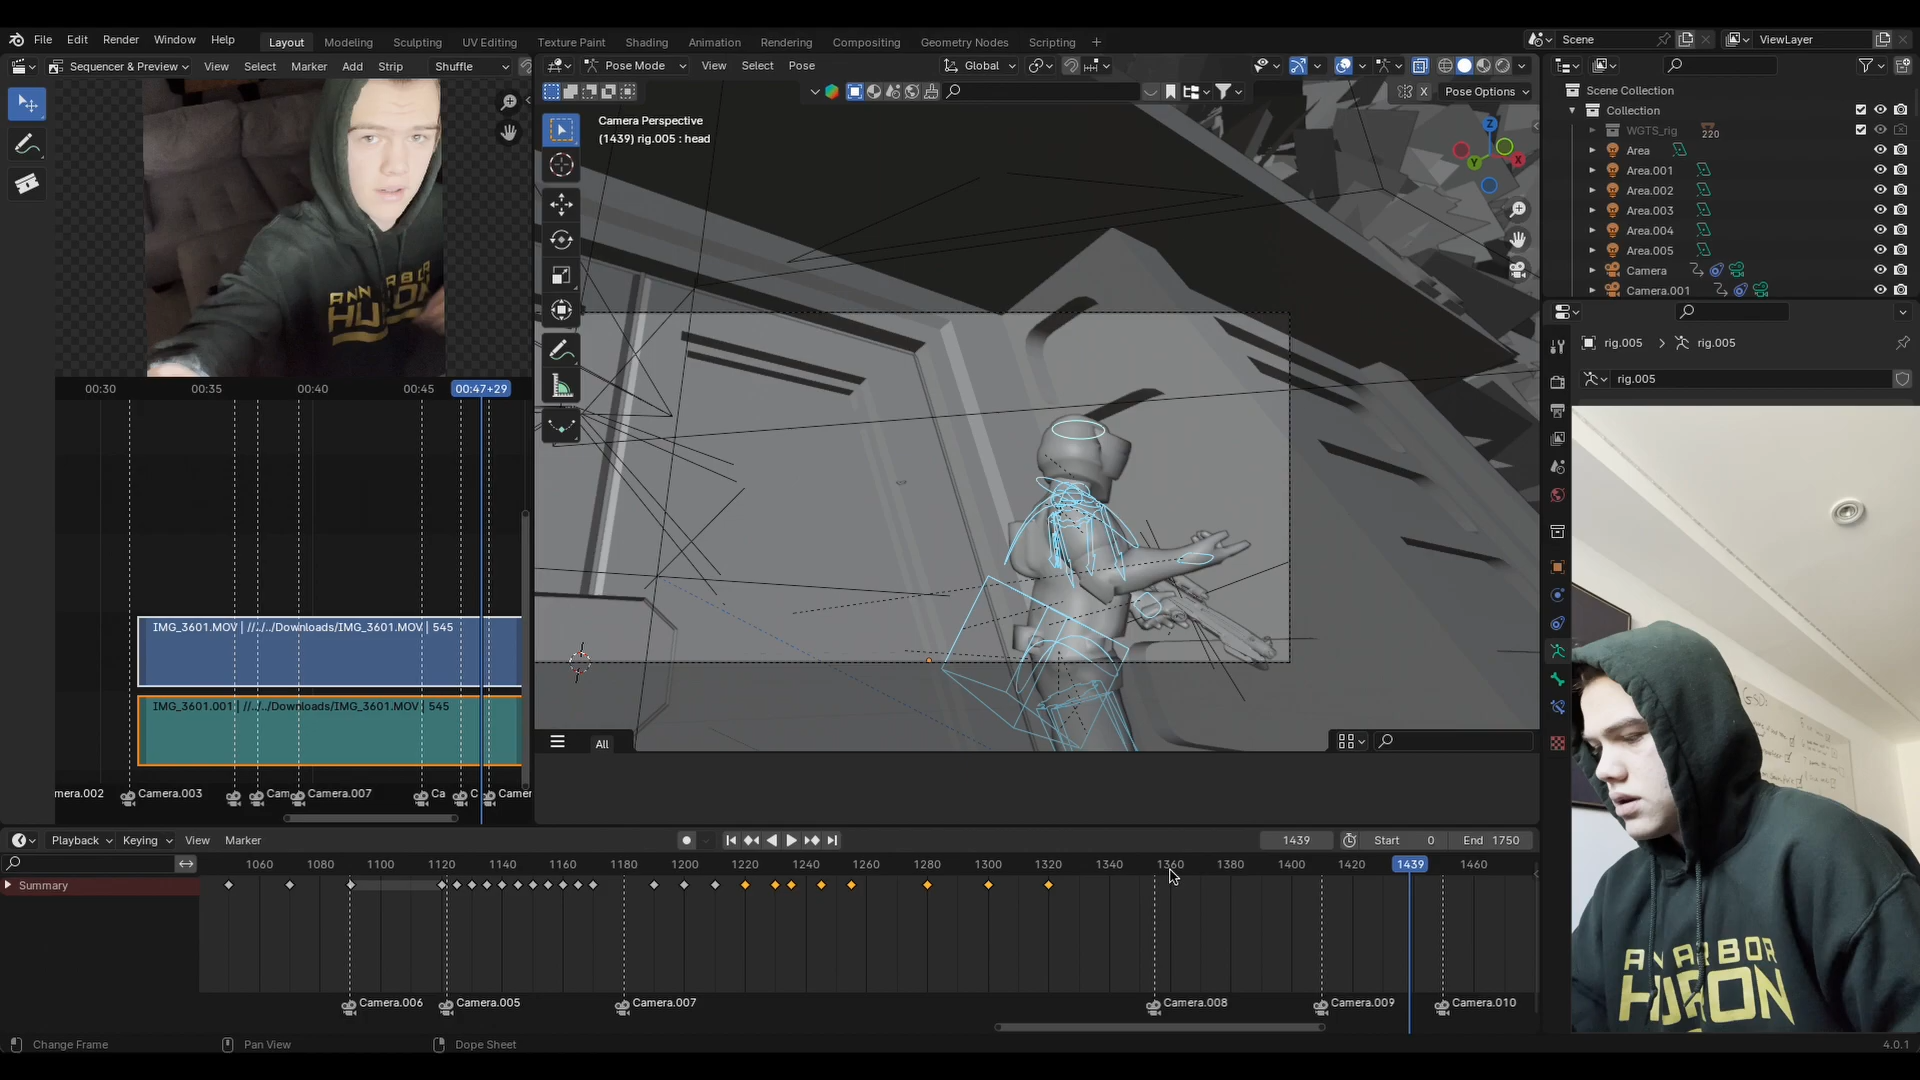 File Edit Render Window Help
Layout Modeling Sculpting UV Editing Texture Paint Shading Animation Rendering Compositing Geometry Nodes Scripting +
Scene
ViewLayer
Sequencer & Preview View Select Marker Add Strip Shuffle
Pose Mode View Select Pose
Global
X Pose Options
Camera Perspective
(1439) rig.005 : head
Z
Y
X
Scene Collection
Collection
WGTS_rig 220
Area
Area.001
Area.002
Area.003
Area.004
Area.005
Camera
Camera.001
rig.005 > rig.005
rig.005
ANN ARBOR
HURON
00:30 00:35 00:40 00:45 00:47+29
IMG_3601.MOV | //../../Downloads/IMG_3601.MOV | 545
IMG_3601.001 | //../../Downloads/IMG_3601.MOV | 545
mera.002 Camera.003 Cam Camera.007 Ca C Camer
All
Playback Keying View Marker
1439 Start 0 End 1750
1060 1080 1100 1120 1140 1160 1180 1200 1220 1240 1260 1280 1300 1320 1340 1360 1380 1400 1420 1439 1460
Summary
Camera.006 Camera.005 Camera.007 Camera.008 Camera.009 Camera.010
ANN ARBOR
HURON
Change Frame Pan View Dope Sheet 4.0.1